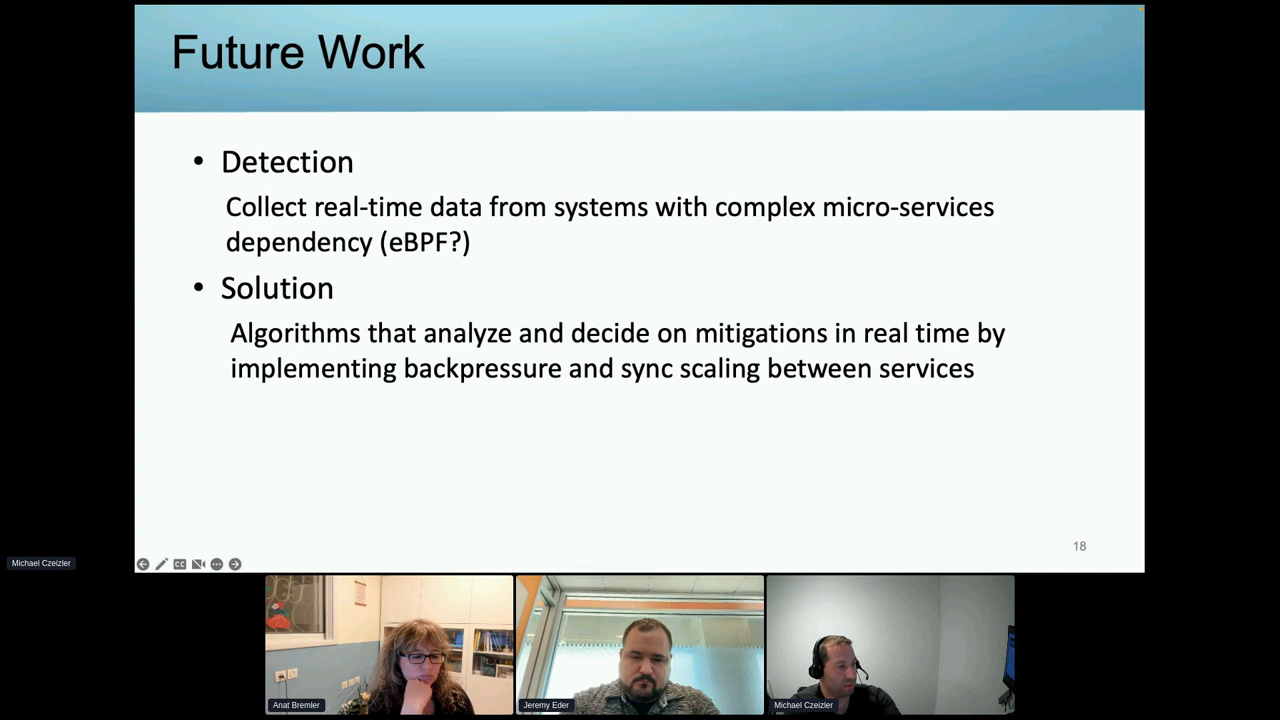 Future Work
• Detection
Collect real-time data from systems with complex micro-services
dependency (eBPF?)
• Solution
Algorithms that analyze and decide on mitigations in real time by
implementing backpressure and sync scaling between services
18
CC
Michael Czeizler
Anat Bremler
Jeremy Eder
Michael Czeizler